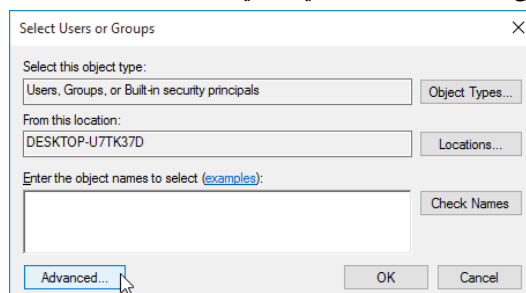 Select Users or Groups
Select this object type:
Users, Groups, or Built-in security principals
Object Types...
From this location:
DESKTOP-U7TK37D
Locations...
Enter the object names to select (examples):
Check Names
Advanced...
OK
Cancel